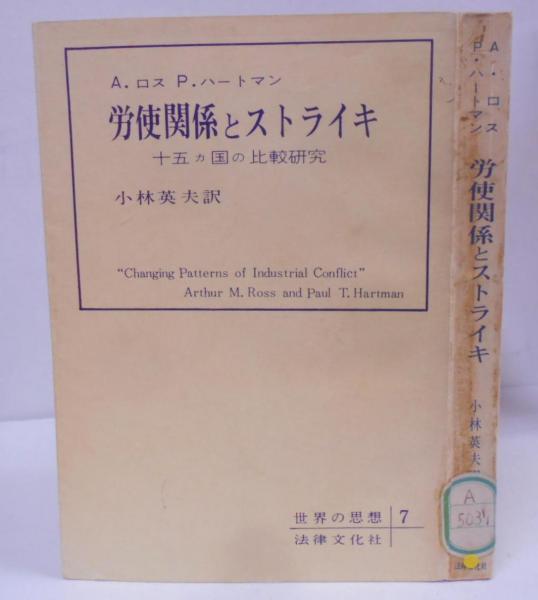 A. ロス P. ハートマン
労使関係とストライキ
十五ヵ国の比較研究
小林英夫訳
“Changing Patterns of Industrial Conflict”
Arthur M. Ross and Paul T. Hartman
世界の思想 7
法律文化社
A・ロス
P・ハートマン
労使関係とストライキ
小林英夫
A